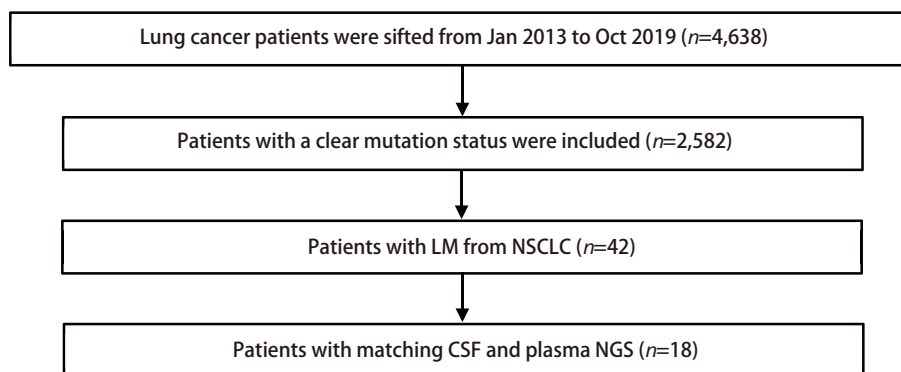 Lung cancer patients were sifted from Jan 2013 to Oct 2019 (n=4,638)
Patients with a clear mutation status were included (n=2,582)
Patients with LM from NSCLC (n=42)
Patients with matching CSF and plasma NGS (n=18)